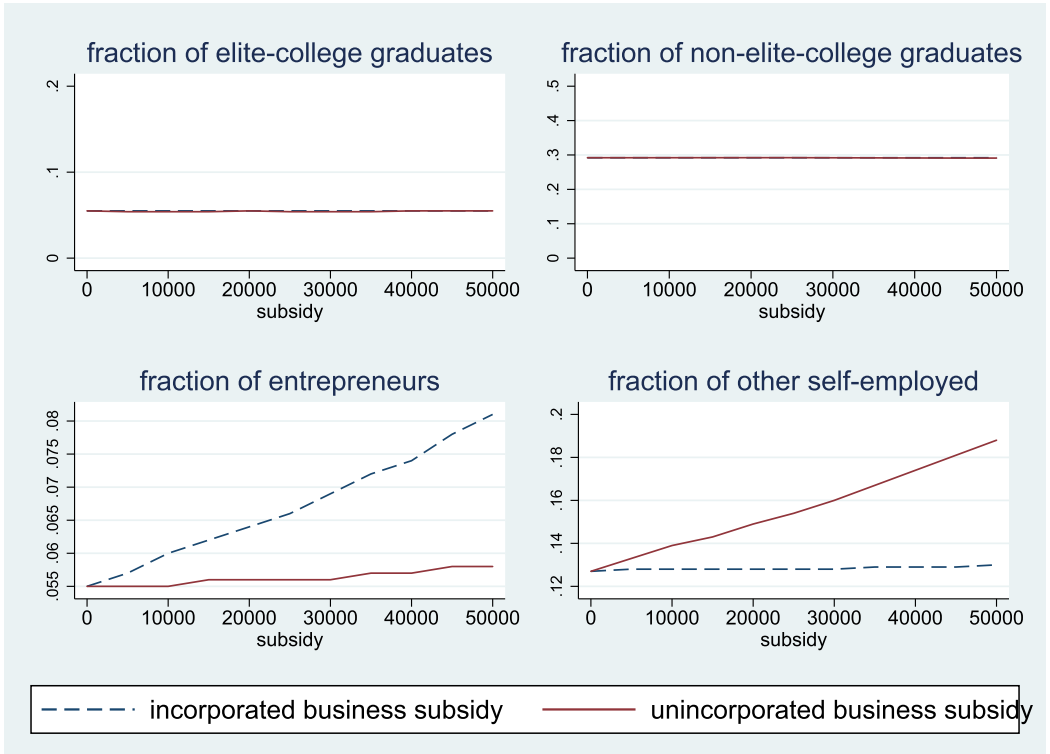 fraction of elite-college graduates
.2
.1
0
0 10000 20000 30000 40000 50000
subsidy
fraction of non-elite-college graduates
.5
.4
.3
.2
.1
0
0 10000 20000 30000 40000 50000
subsidy
fraction of entrepreneurs
.08
.075
.07
.065
.06
.055
0 10000 20000 30000 40000 50000
subsidy
fraction of other self-employed
.2
.18
.16
.14
.12
0 10000 20000 30000 40000 50000
subsidy
incorporated business subsidy unincorporated business subsidy